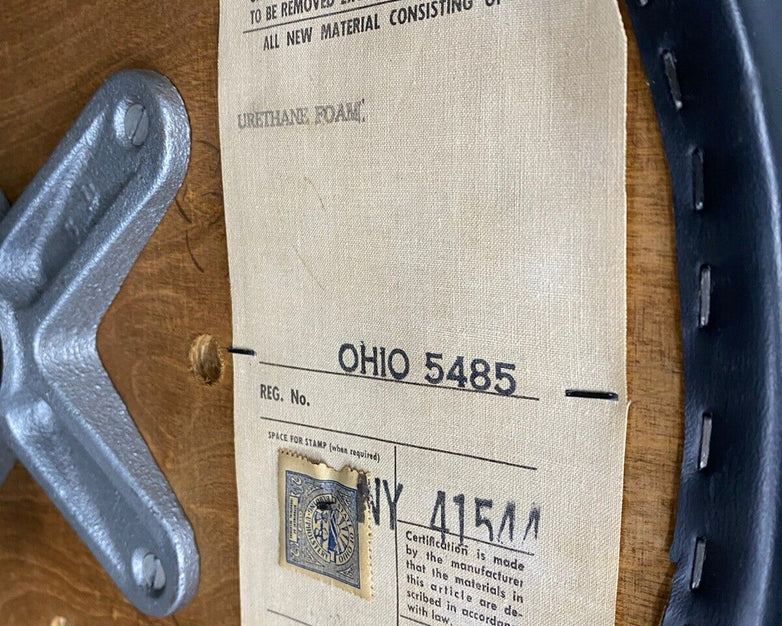 TO BE REMOVED
ALL NEW MATERIAL CONSISTING OF
URETHANE FOAM
OHIO 5485
REG. No.
SPACE FOR STAMP (when required)
NY 41544
Certification is made
by the manufacturer
that the materials in
this article are de-
scribed in accordance
with law.